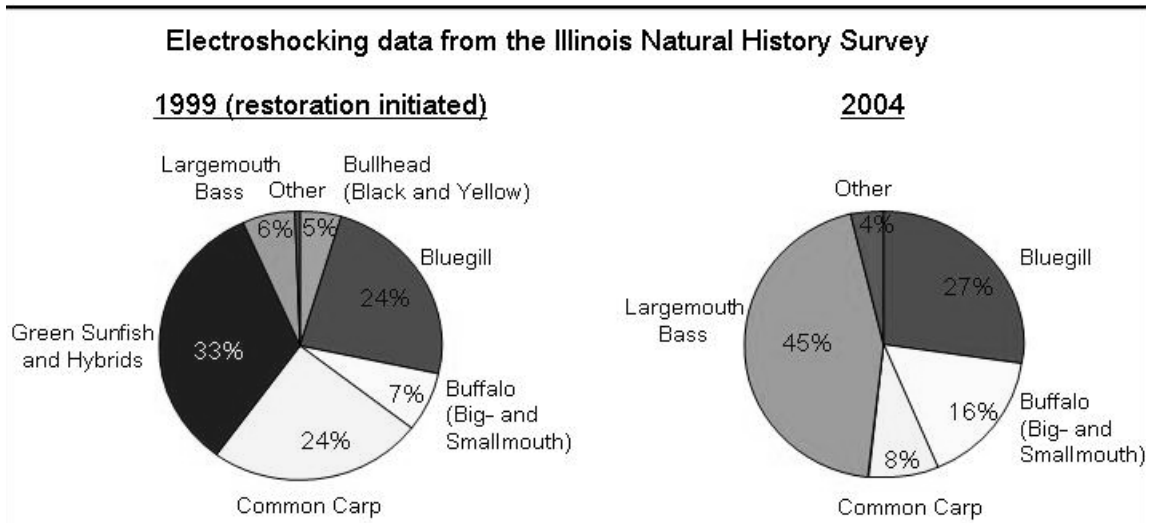 Electroshocking data from the Illinois Natural History Survey
1999 (restoration initiated)
Largemouth
Bass
Other
Bullhead
(Black and Yellow)
6%
5%
Bluegill
24%
Green Sunfish
and Hybrids
33%
7%
Buffalo
(Big- and
Smallmouth)
24%
Common Carp
2004
Other
4%
Bluegill
27%
Largemouth
Bass
45%
16%
Buffalo
(Big- and
Smallmouth)
8%
Common Carp